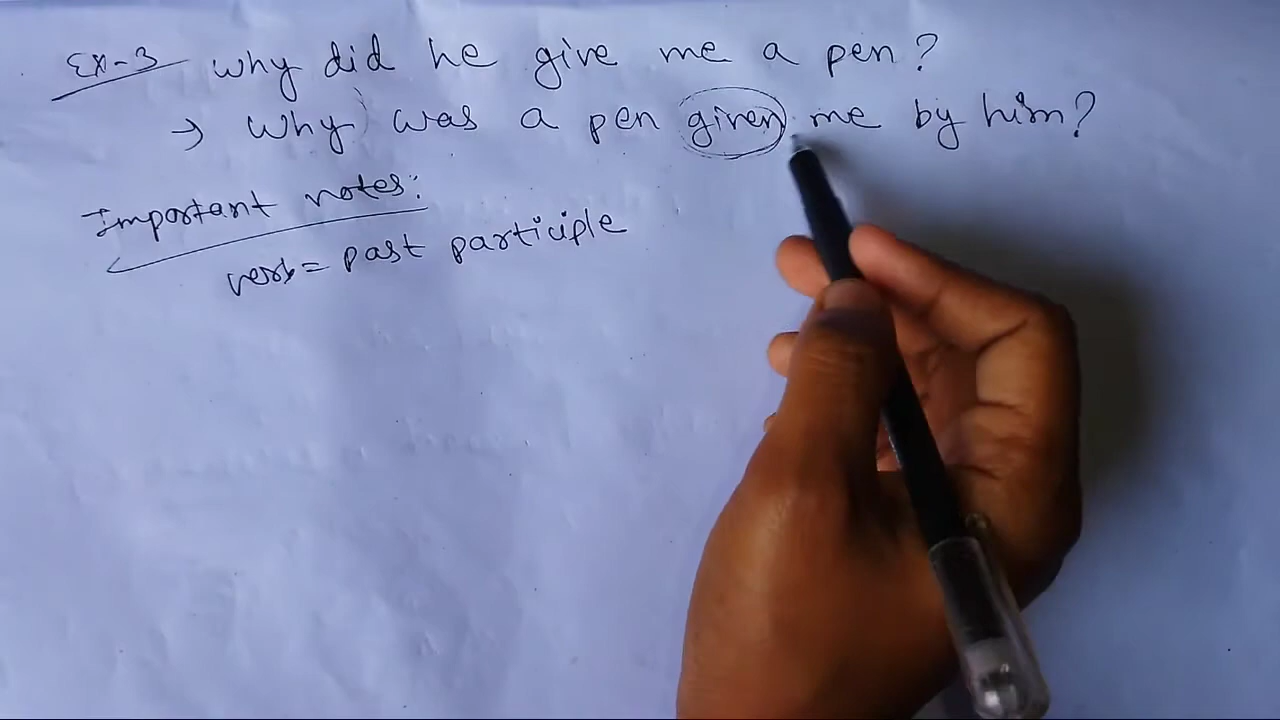 Ex-3 Why did he give me a pen?
→ Why was a pen given me by him?
Important notes:
verb = past participle